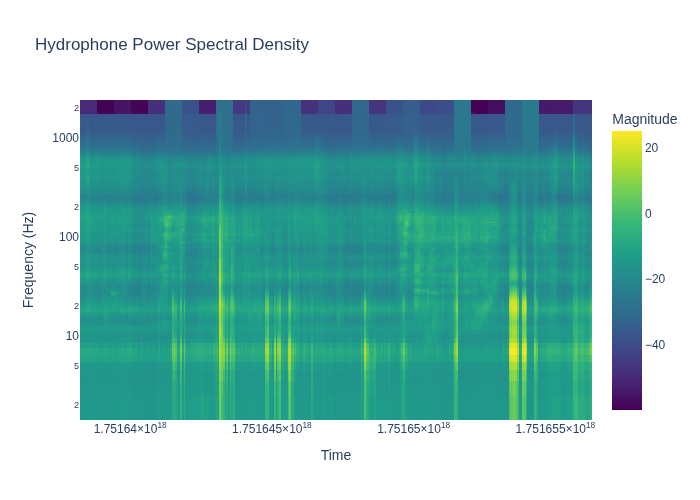 Hydrophone Power Spectral Density
Magnitude
2
1000
5
2
100
5
2
10
5
2
Frequency (Hz)
20
0
−20
−40
1.75164×10¹⁸ 1.751645×10¹⁸ 1.75165×10¹⁸ 1.751655×10¹⁸
Time